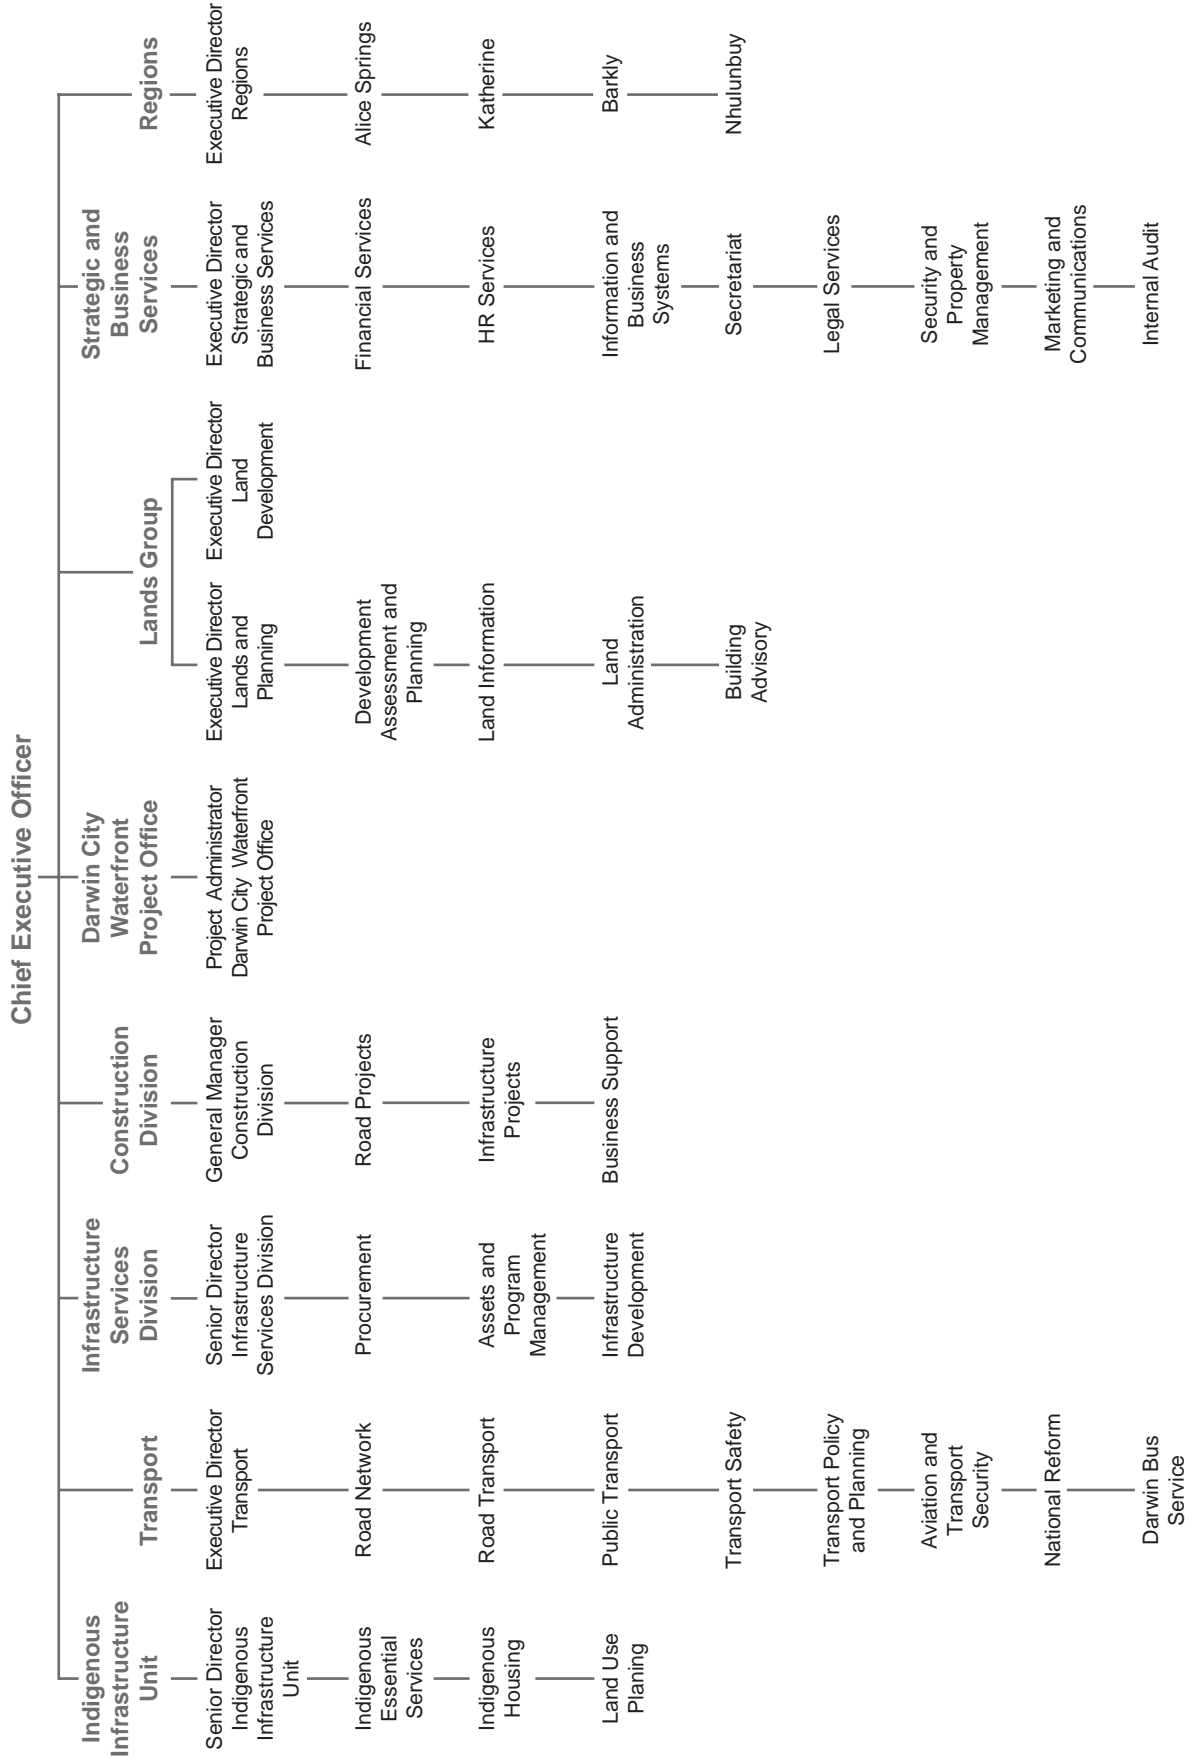 Chief Executive Officer
Indigenous
Infrastructure
Unit
Senior Director
Indigenous
Infrastructure
Unit
Indigenous
Essential
Services
Indigenous
Housing
Land Use
Planing
Transport
Executive Director
Transport
Road Network
Road Transport
Public Transport
Transport Safety
Transport Policy
and Planning
Aviation and
Transport
Security
National Reform
Darwin Bus
Service
Infrastructure
Services
Division
Senior Director
Infrastructure
Services Division
Procurement
Assets and
Program
Management
Infrastructure
Development
Construction
Division
General Manager
Construction
Division
Road Projects
Infrastructure
Projects
Business Support
Darwin City
Waterfront
Project Office
Project Administrator
Darwin City Waterfront
Project Office
Lands Group
Executive Director
Lands and
Planning
Development
Assessment and
Planning
Land Information
Land
Administration
Building
Advisory
Executive Director
Land
Development
Strategic and
Business
Services
Executive Director
Strategic and
Business Services
Financial Services
HR Services
Information and
Business
Systems
Secretariat
Legal Services
Security and
Property
Management
Marketing and
Communications
Internal Audit
Regions
Executive Director
Regions
Alice Springs
Katherine
Barkly
Nhulunbuy